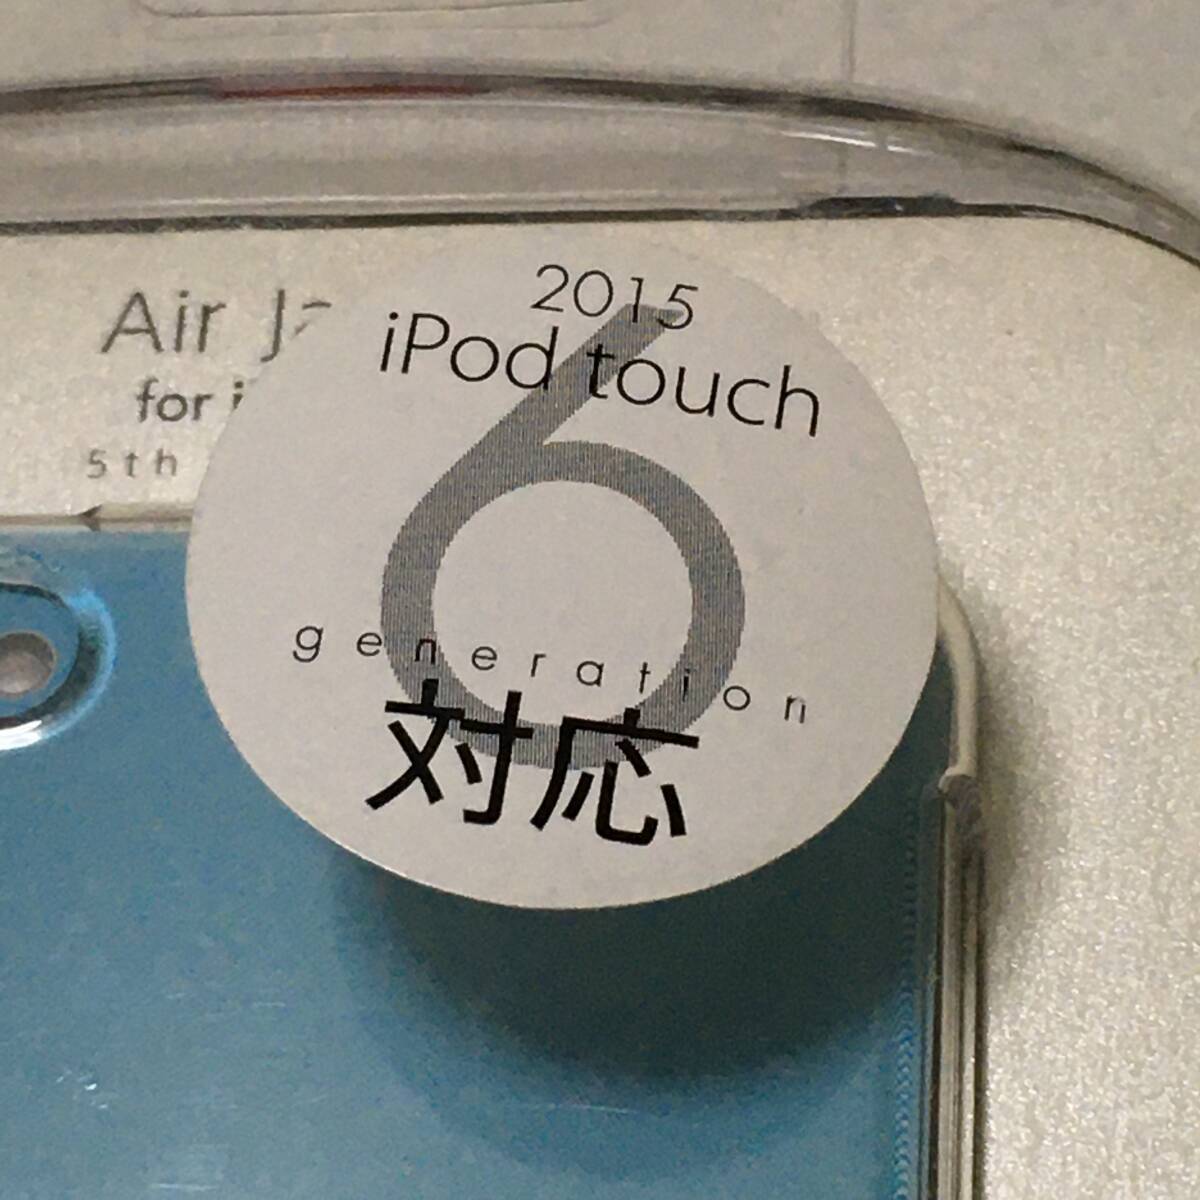 Air
for
5th
2015
iPod touch
6
generation
対応